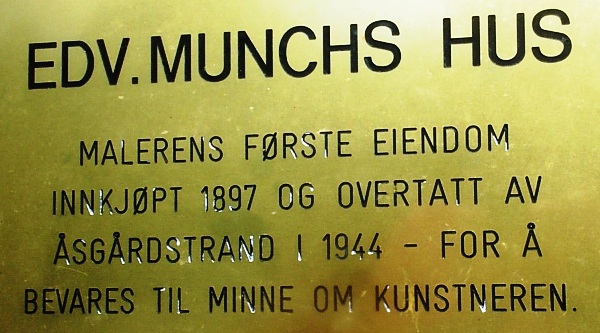 EDV. MUNCHS HUS
MALERENS FØRSTE EIENDOM
INNKJØPT 1897 OG OVERTATT AV
ÅSGÅRDSTRAND I 1944 - FOR Å
BEVARES TIL MINNE OM KUNSTNEREN.